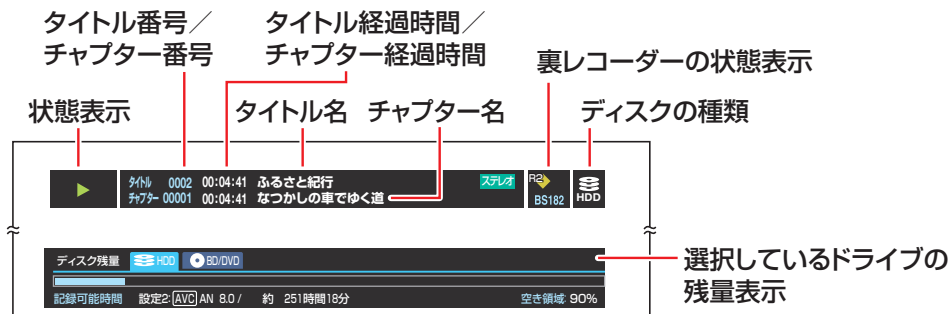 タイトル番号／
チャプター番号
タイトル経過時間／
チャプター経過時間
裏レコーダーの状態表示
状態表示
タイトル名
チャプター名
ディスクの種類
タイトル 0002 00:04:41 ふるさと紀行
チャプター 00001 00:04:41 なつかしの車でゆく道
ステレオ
R2
BS182
HDD
ディスク残量 HDD BD/DVD
記録可能時間 設定2: AVC AN 8.0 / 約 251時間18分 空き領域: 90%
選択しているドライブの
残量表示